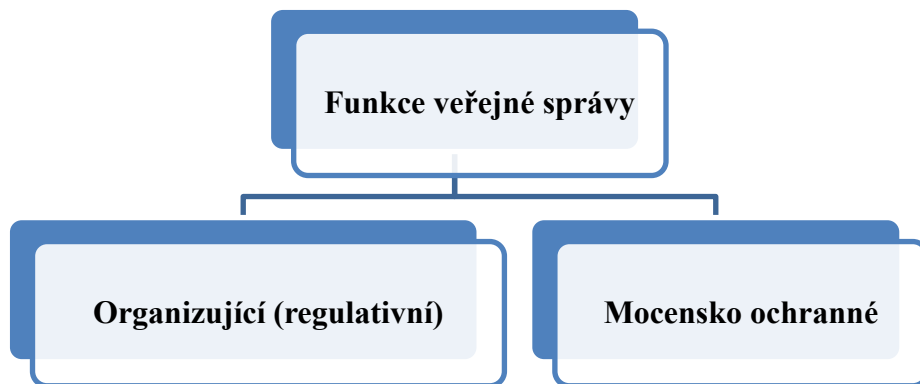 Funkce veřejné správy
Organizující (regulativní)
Mocensko ochranné